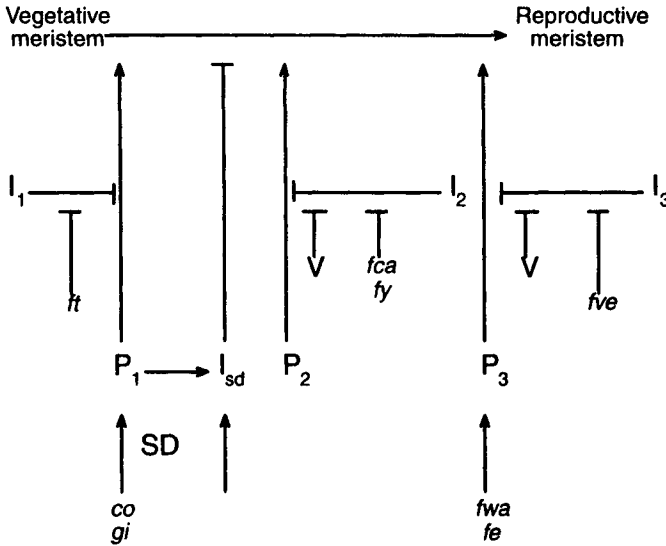 Vegetative
meristem
Reproductive
meristem
I1
I2
I3
V
fca
fy
V
ft
fve
P1
Isd
P2
P3
SD
co
gi
fwa
fe